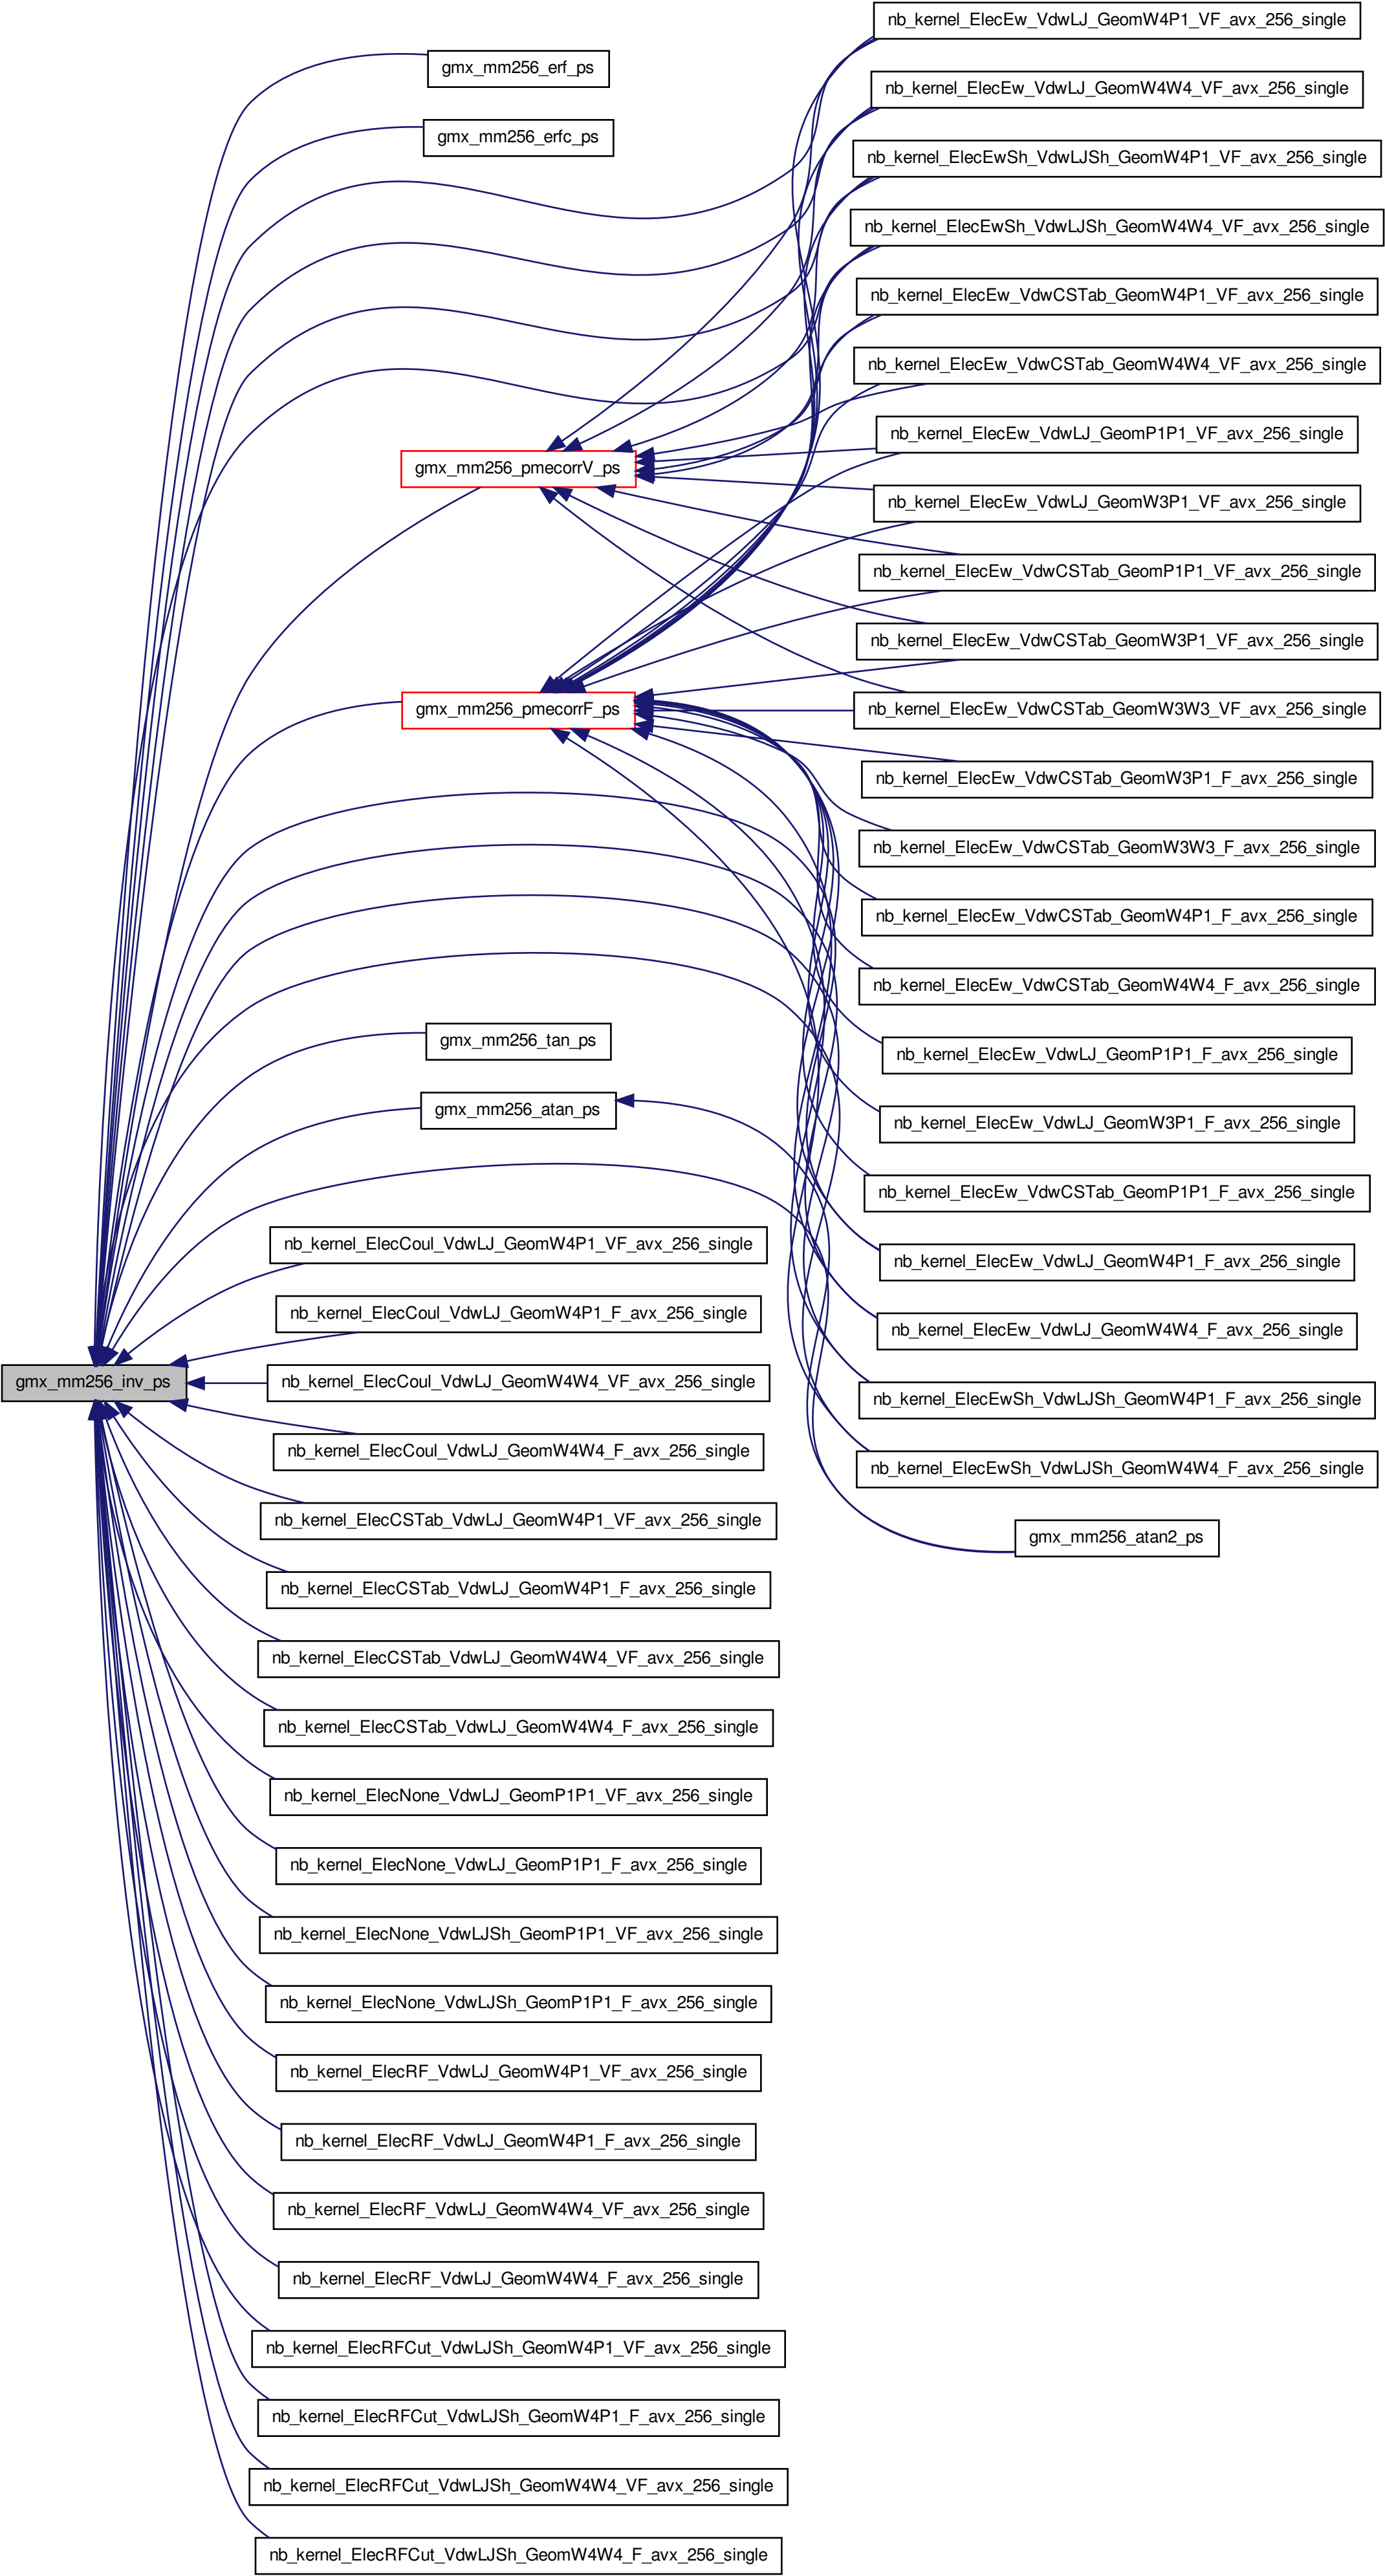 gmx_mm256_inv_ps
gmx_mm256_erf_ps
gmx_mm256_erfc_ps
gmx_mm256_pmecorrV_ps
gmx_mm256_pmecorrF_ps
gmx_mm256_tan_ps
gmx_mm256_atan_ps
nb_kernel_ElecCoul_VdwLJ_GeomW4P1_VF_avx_256_single
nb_kernel_ElecCoul_VdwLJ_GeomW4P1_F_avx_256_single
nb_kernel_ElecCoul_VdwLJ_GeomW4W4_VF_avx_256_single
nb_kernel_ElecCoul_VdwLJ_GeomW4W4_F_avx_256_single
nb_kernel_ElecCSTab_VdwLJ_GeomW4P1_VF_avx_256_single
nb_kernel_ElecCSTab_VdwLJ_GeomW4P1_F_avx_256_single
nb_kernel_ElecCSTab_VdwLJ_GeomW4W4_VF_avx_256_single
nb_kernel_ElecCSTab_VdwLJ_GeomW4W4_F_avx_256_single
nb_kernel_ElecNone_VdwLJ_GeomP1P1_VF_avx_256_single
nb_kernel_ElecNone_VdwLJ_GeomP1P1_F_avx_256_single
nb_kernel_ElecNone_VdwLJSh_GeomP1P1_VF_avx_256_single
nb_kernel_ElecNone_VdwLJSh_GeomP1P1_F_avx_256_single
nb_kernel_ElecRF_VdwLJ_GeomW4P1_VF_avx_256_single
nb_kernel_ElecRF_VdwLJ_GeomW4P1_F_avx_256_single
nb_kernel_ElecRF_VdwLJ_GeomW4W4_VF_avx_256_single
nb_kernel_ElecRF_VdwLJ_GeomW4W4_F_avx_256_single
nb_kernel_ElecRFCut_VdwLJSh_GeomW4P1_VF_avx_256_single
nb_kernel_ElecRFCut_VdwLJSh_GeomW4P1_F_avx_256_single
nb_kernel_ElecRFCut_VdwLJSh_GeomW4W4_VF_avx_256_single
nb_kernel_ElecRFCut_VdwLJSh_GeomW4W4_F_avx_256_single
nb_kernel_ElecEw_VdwLJ_GeomW4P1_VF_avx_256_single
nb_kernel_ElecEw_VdwLJ_GeomW4W4_VF_avx_256_single
nb_kernel_ElecEwSh_VdwLJSh_GeomW4P1_VF_avx_256_single
nb_kernel_ElecEwSh_VdwLJSh_GeomW4W4_VF_avx_256_single
nb_kernel_ElecEw_VdwCSTab_GeomW4P1_VF_avx_256_single
nb_kernel_ElecEw_VdwCSTab_GeomW4W4_VF_avx_256_single
nb_kernel_ElecEw_VdwLJ_GeomP1P1_VF_avx_256_single
nb_kernel_ElecEw_VdwLJ_GeomW3P1_VF_avx_256_single
nb_kernel_ElecEw_VdwCSTab_GeomP1P1_VF_avx_256_single
nb_kernel_ElecEw_VdwCSTab_GeomW3P1_VF_avx_256_single
nb_kernel_ElecEw_VdwCSTab_GeomW3W3_VF_avx_256_single
nb_kernel_ElecEw_VdwCSTab_GeomW3P1_F_avx_256_single
nb_kernel_ElecEw_VdwCSTab_GeomW3W3_F_avx_256_single
nb_kernel_ElecEw_VdwCSTab_GeomW4P1_F_avx_256_single
nb_kernel_ElecEw_VdwCSTab_GeomW4W4_F_avx_256_single
nb_kernel_ElecEw_VdwLJ_GeomP1P1_F_avx_256_single
nb_kernel_ElecEw_VdwLJ_GeomW3P1_F_avx_256_single
nb_kernel_ElecEw_VdwCSTab_GeomP1P1_F_avx_256_single
nb_kernel_ElecEw_VdwLJ_GeomW4P1_F_avx_256_single
nb_kernel_ElecEw_VdwLJ_GeomW4W4_F_avx_256_single
nb_kernel_ElecEwSh_VdwLJSh_GeomW4P1_F_avx_256_single
nb_kernel_ElecEwSh_VdwLJSh_GeomW4W4_F_avx_256_single
gmx_mm256_atan2_ps